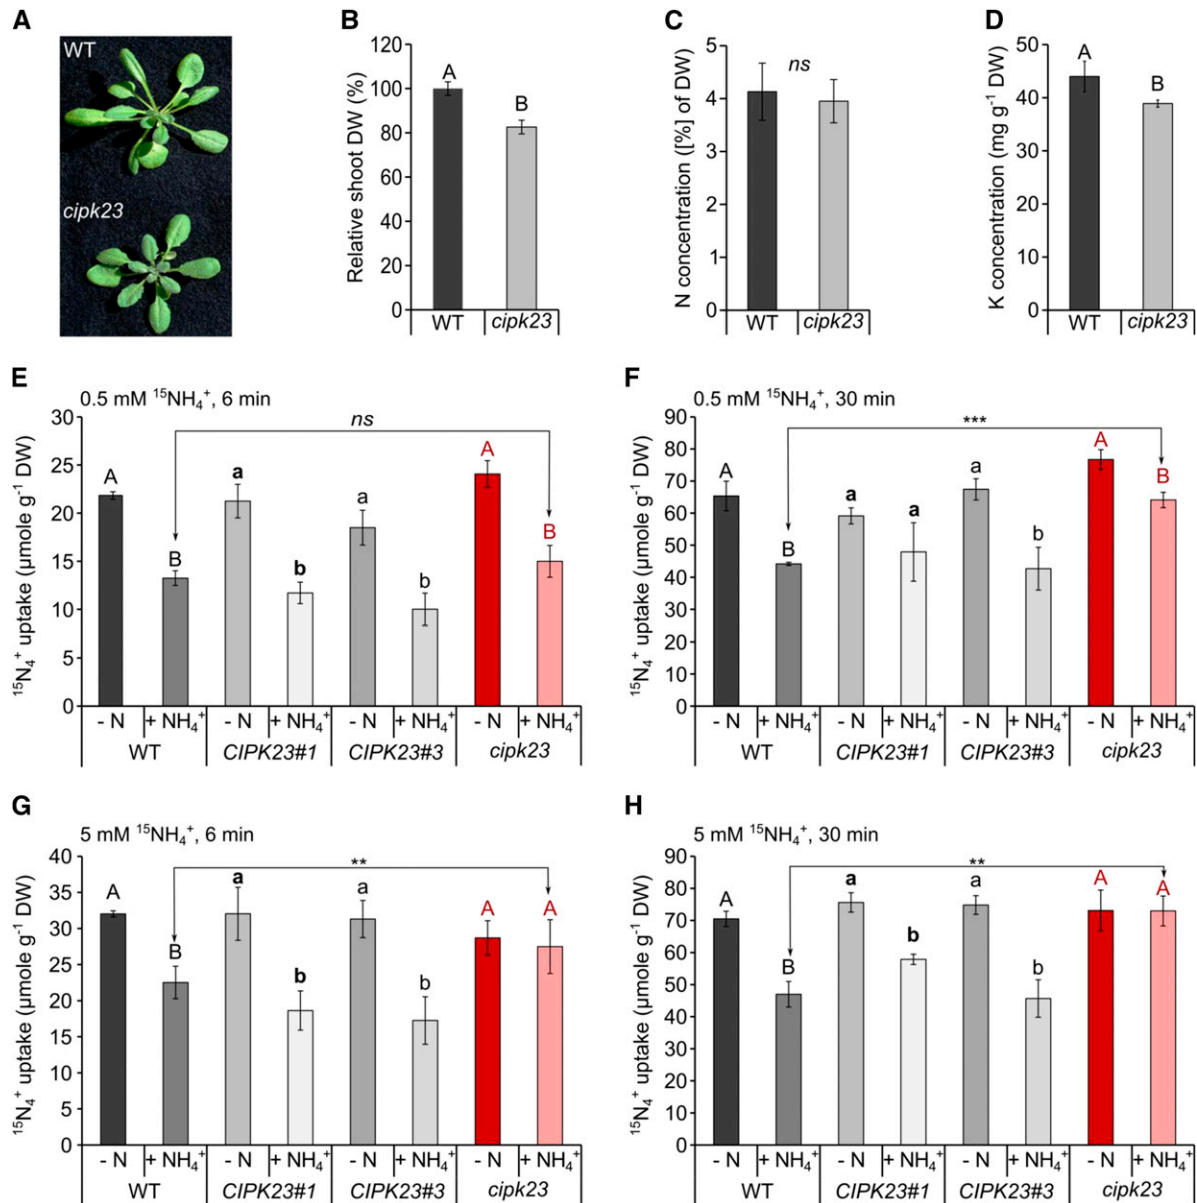 A
WT
cipk23
B
Relative shoot DW (%)
120
100
80
60
40
20
0
A
B
WT
cipk23
C
N concentration ([%] of DW)
5
4
3
2
1
0
ns
WT
cipk23
D
K concentration (mg g⁻¹ DW)
50
40
30
20
10
0
A
B
WT
cipk23
E
0.5 mM ¹⁵NH₄⁺, 6 min
¹⁵N₄⁺ uptake (µmole g⁻¹ DW)
30
25
20
15
10
5
0
ns
A
B
a
b
a
b
A
B
- N + NH₄⁺ - N + NH₄⁺ - N + NH₄⁺ - N + NH₄⁺
WT CIPK23#1 CIPK23#3 cipk23
F
0.5 mM ¹⁵NH₄⁺, 30 min
¹⁵N₄⁺ uptake (µmole g⁻¹ DW)
90
80
70
60
50
40
30
20
10
0
***
A
B
a
a
a
b
A
B
- N + NH₄⁺ - N + NH₄⁺ - N + NH₄⁺ - N + NH₄⁺
WT CIPK23#1 CIPK23#3 cipk23
G
5 mM ¹⁵NH₄⁺, 6 min
¹⁵N₄⁺ uptake (µmole g⁻¹ DW)
40
35
30
25
20
15
10
5
0
**
A
B
a
b
a
b
A
A
- N + NH₄⁺ - N + NH₄⁺ - N + NH₄⁺ - N + NH₄⁺
WT CIPK23#1 CIPK23#3 cipk23
H
5 mM ¹⁵NH₄⁺, 30 min
¹⁵N₄⁺ uptake (µmole g⁻¹ DW)
90
80
70
60
50
40
30
20
10
0
**
A
B
a
b
a
b
A
A
- N + NH₄⁺ - N + NH₄⁺ - N + NH₄⁺ - N + NH₄⁺
WT CIPK23#1 CIPK23#3 cipk23